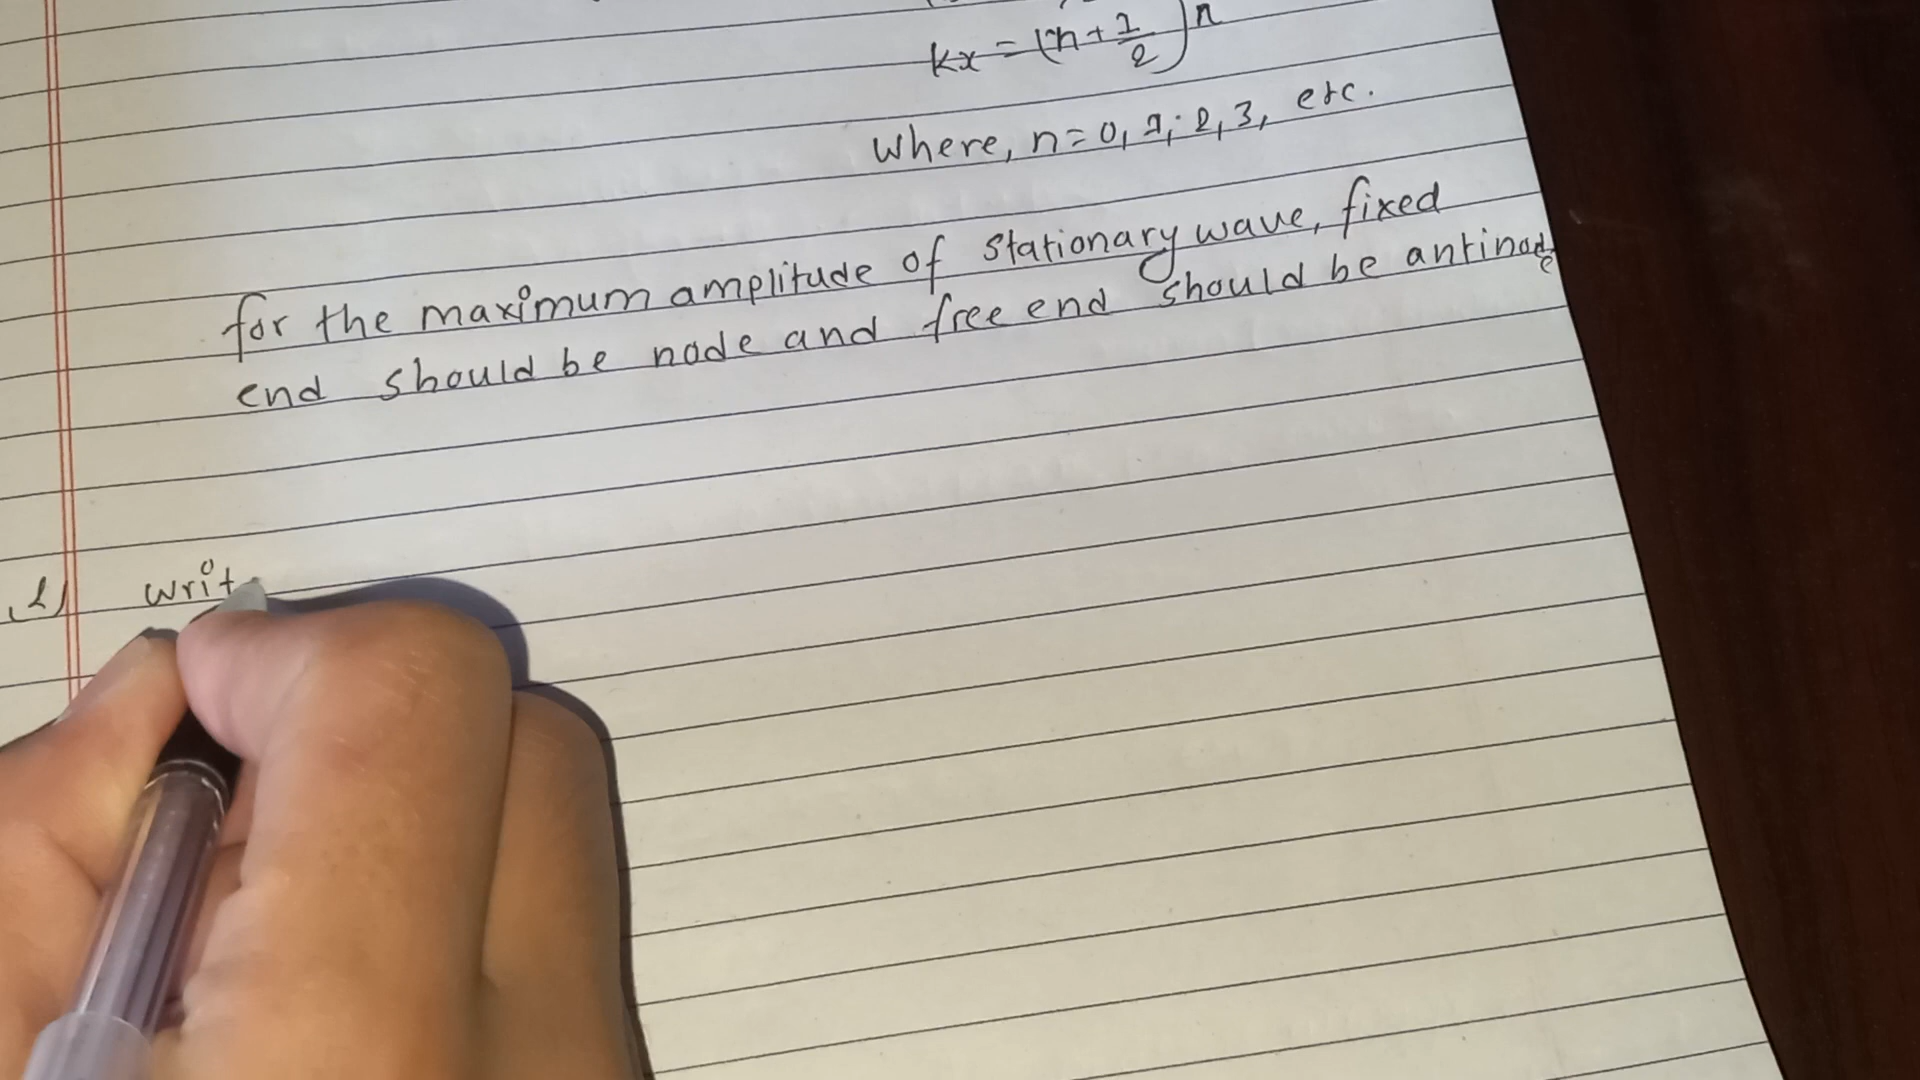 kx = (n + 1/2) π
where, n = 0, 1, 2, 3, etc.
for the maximum amplitude of stationary wave, fixed
end should be node and free end should be antinode
2) writ